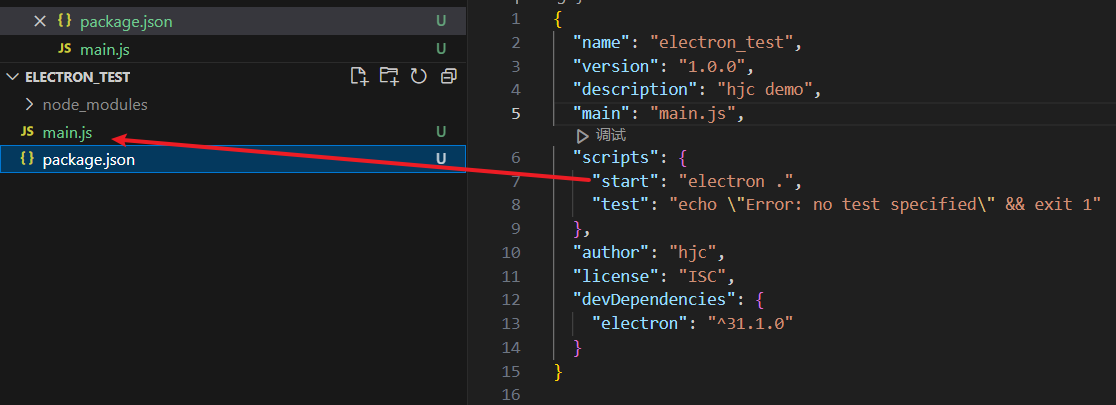 {} package.json U
JS main.js U
ELECTRON_TEST
node_modules
JS main.js U
{} package.json U
1 {
2 "name": "electron_test",
3 "version": "1.0.0",
4 "description": "hjc demo",
5 "main": "main.js",
调试
6 "scripts": {
7 "start": "electron .",
8 "test": "echo \"Error: no test specified\" && exit 1"
9 },
10 "author": "hjc",
11 "license": "ISC",
12 "devDependencies": {
13 "electron": "^31.1.0"
14 }
15 }
16